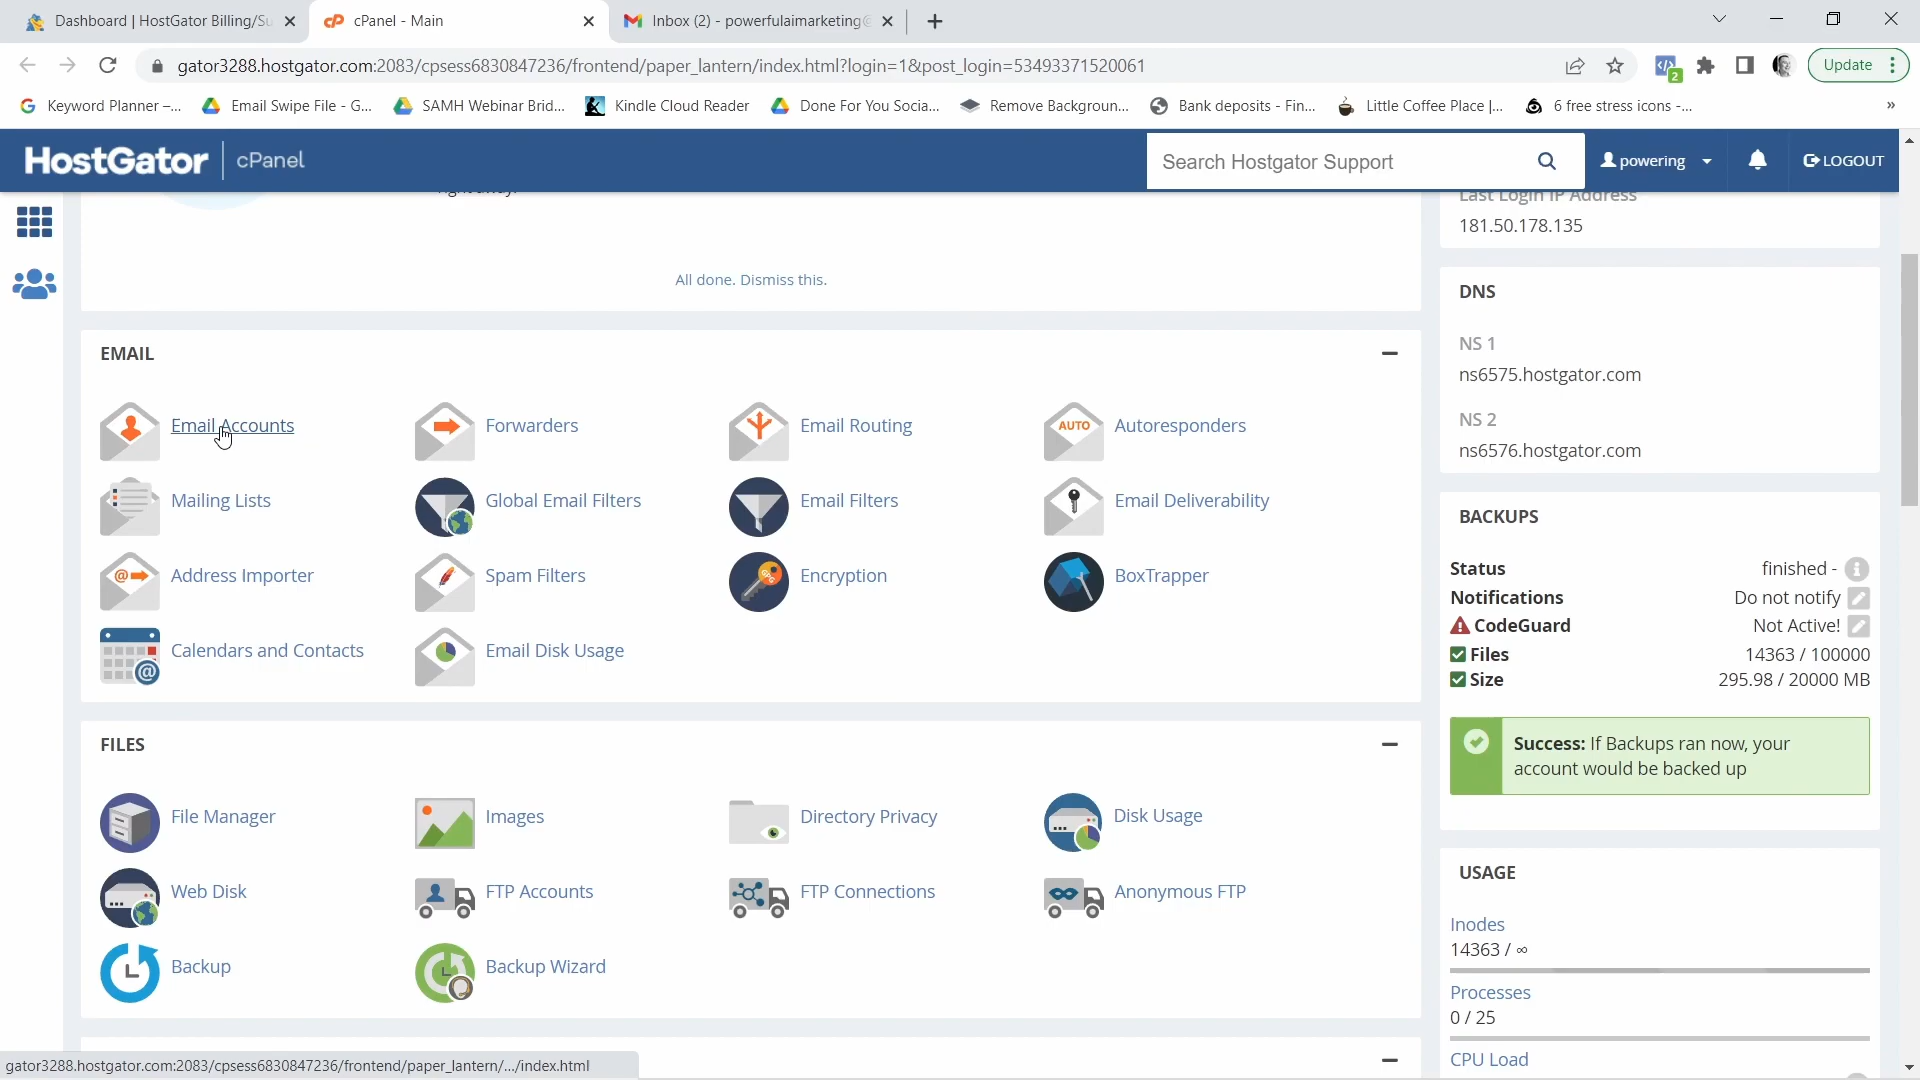 Dashboard | HostGator Billing/Su
cPanel - Main
Inbox (2) - powerfulaimarketing@
gator3288.hostgator.com:2083/cpsess6830847236/frontend/paper_lantern/index.html?login=1&post_login=53493371520061
2
Update
Keyword Planner –...
Email Swipe File - G...
SAMH Webinar Brid...
Kindle Cloud Reader
Done For You Socia...
Remove Backgroun...
Bank deposits - Fin...
Little Coffee Place |...
6 free stress icons -...
»
HostGator
cPanel
Search Hostgator Support
powering
LOGOUT
right away.
Last Login IP Address
181.50.178.135
All done. Dismiss this.
DNS
NS 1
ns6575.hostgator.com
NS 2
ns6576.hostgator.com
EMAIL
Email Accounts
Forwarders
Email Routing
AUTO
Autoresponders
Mailing Lists
Global Email Filters
Email Filters
Email Deliverability
Address Importer
Spam Filters
GPG
Encryption
BoxTrapper
Calendars and Contacts
Email Disk Usage
BACKUPS
Status finished -
Notifications Do not notify
CodeGuard Not Active!
Files 14363 / 100000
Size 295.98 / 20000 MB
Success: If Backups ran now, your
account would be backed up
FILES
File Manager
Images
Directory Privacy
Disk Usage
Web Disk
FTP Accounts
FTP Connections
Anonymous FTP
Backup
Backup Wizard
USAGE
Inodes
14363 / ∞
Processes
0 / 25
CPU Load
gator3288.hostgator.com:2083/cpsess6830847236/frontend/paper_lantern/.../index.html